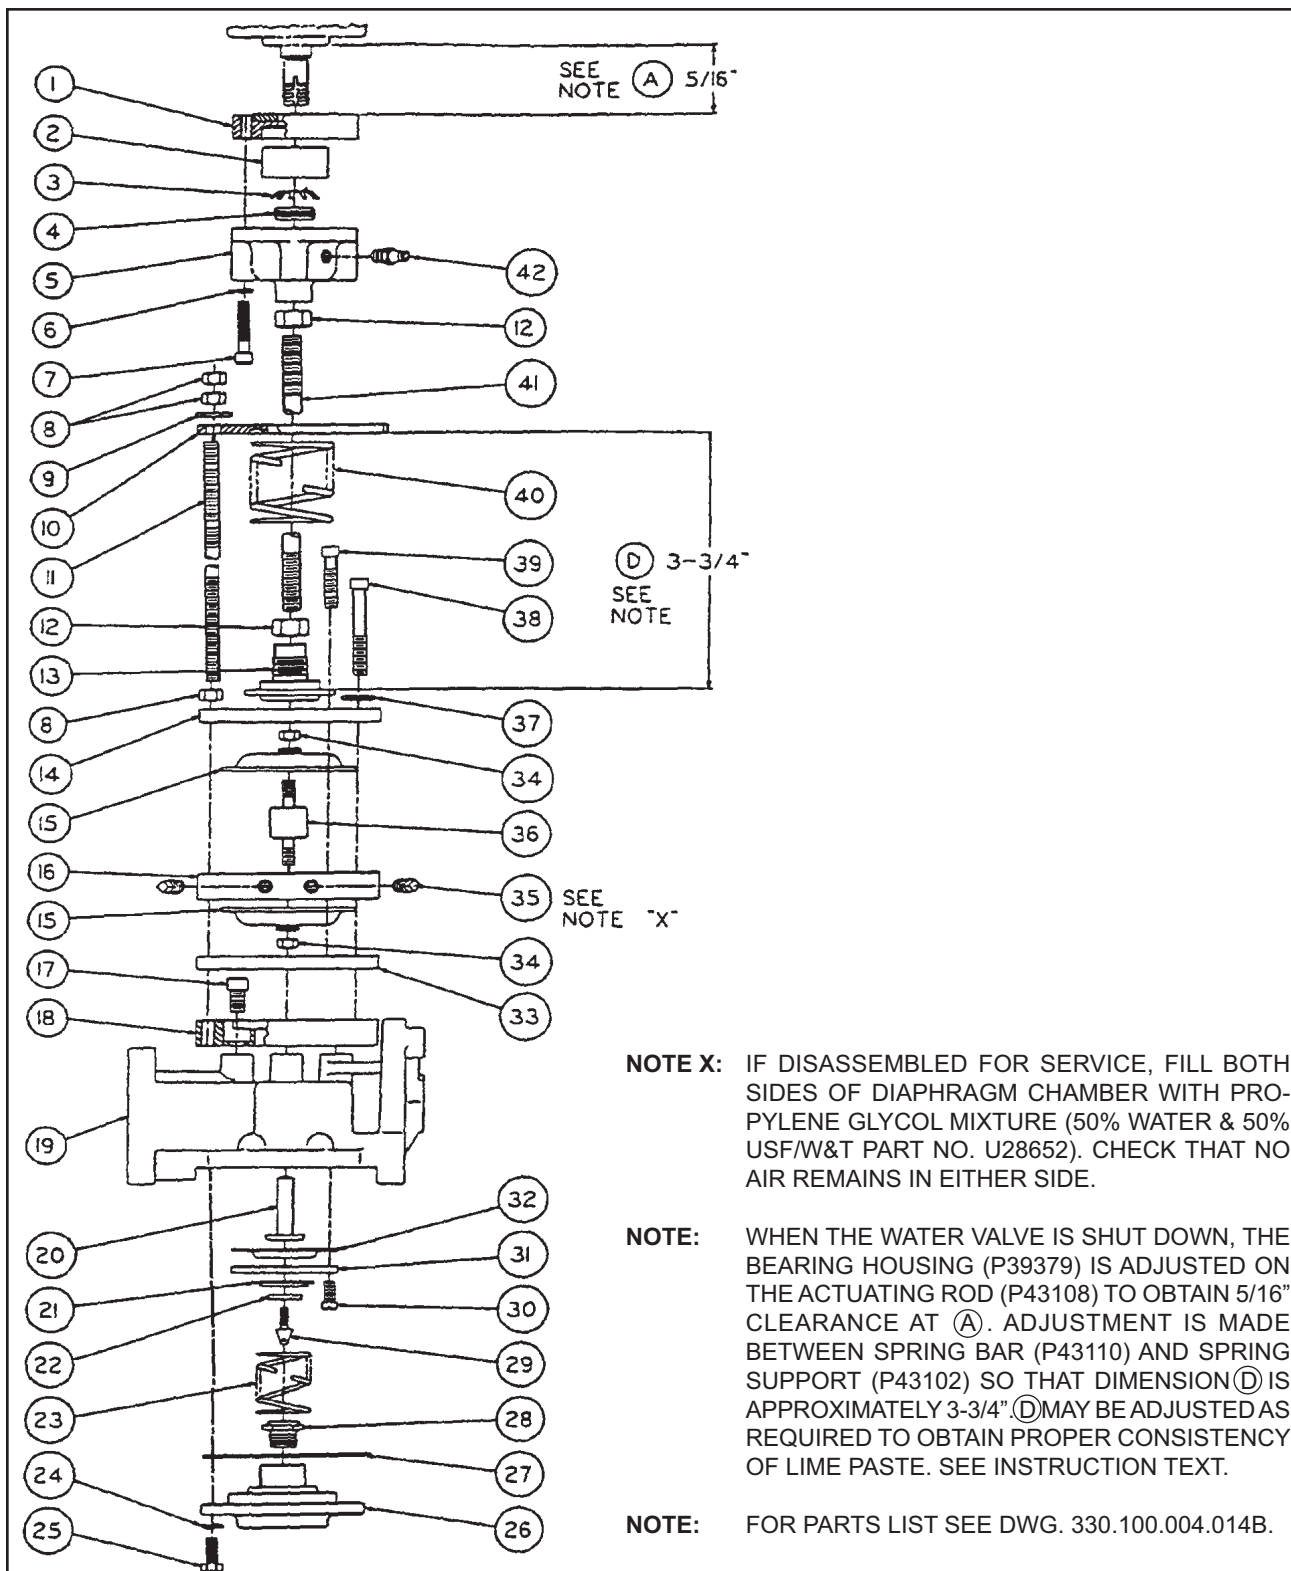 SEE
NOTE (A) 5/16"
1
2
3
4
5
42
6
12
7
41
8
9
40
10
39
11
(D) 3-3/4"
SEE
NOTE
38
12
13
8
37
14
34
15
36
16
35 SEE
NOTE "X"
15
34
17
33
18
19
32
20
31
21
30
22
29
23
28
27
24
26
25
NOTE X: IF DISASSEMBLED FOR SERVICE, FILL BOTH
SIDES OF DIAPHRAGM CHAMBER WITH PRO-
PYLENE GLYCOL MIXTURE (50% WATER & 50%
USF/W&T PART NO. U28652). CHECK THAT NO
AIR REMAINS IN EITHER SIDE.
NOTE: WHEN THE WATER VALVE IS SHUT DOWN, THE
BEARING HOUSING (P39379) IS ADJUSTED ON
THE ACTUATING ROD (P43108) TO OBTAIN 5/16”
CLEARANCE AT (A). ADJUSTMENT IS MADE
BETWEEN SPRING BAR (P43110) AND SPRING
SUPPORT (P43102) SO THAT DIMENSION (D) IS
APPROXIMATELY 3-3/4”. (D) MAY BE ADJUSTED AS
REQUIRED TO OBTAIN PROPER CONSISTENCY
OF LIME PASTE. SEE INSTRUCTION TEXT.
NOTE: FOR PARTS LIST SEE DWG. 330.100.004.014B.